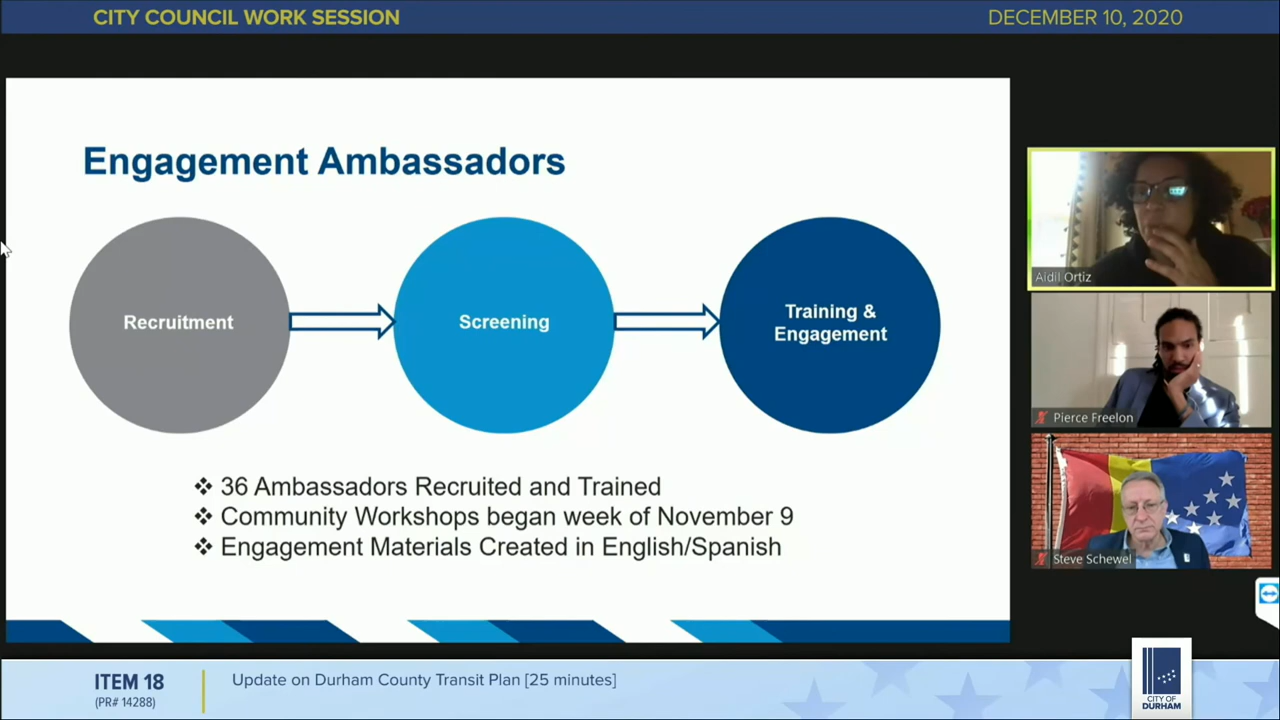 CITY COUNCIL WORK SESSION
DECEMBER 10, 2020
Engagement Ambassadors
Recruitment
Screening
Training &
Engagement
❖ 36 Ambassadors Recruited and Trained
❖ Community Workshops began week of November 9
❖ Engagement Materials Created in English/Spanish
Aidil Ortiz
Pierce Freelon
Steve Schewel
ITEM 18
(PR# 14288)
Update on Durham County Transit Plan [25 minutes]
CITY OF
DURHAM